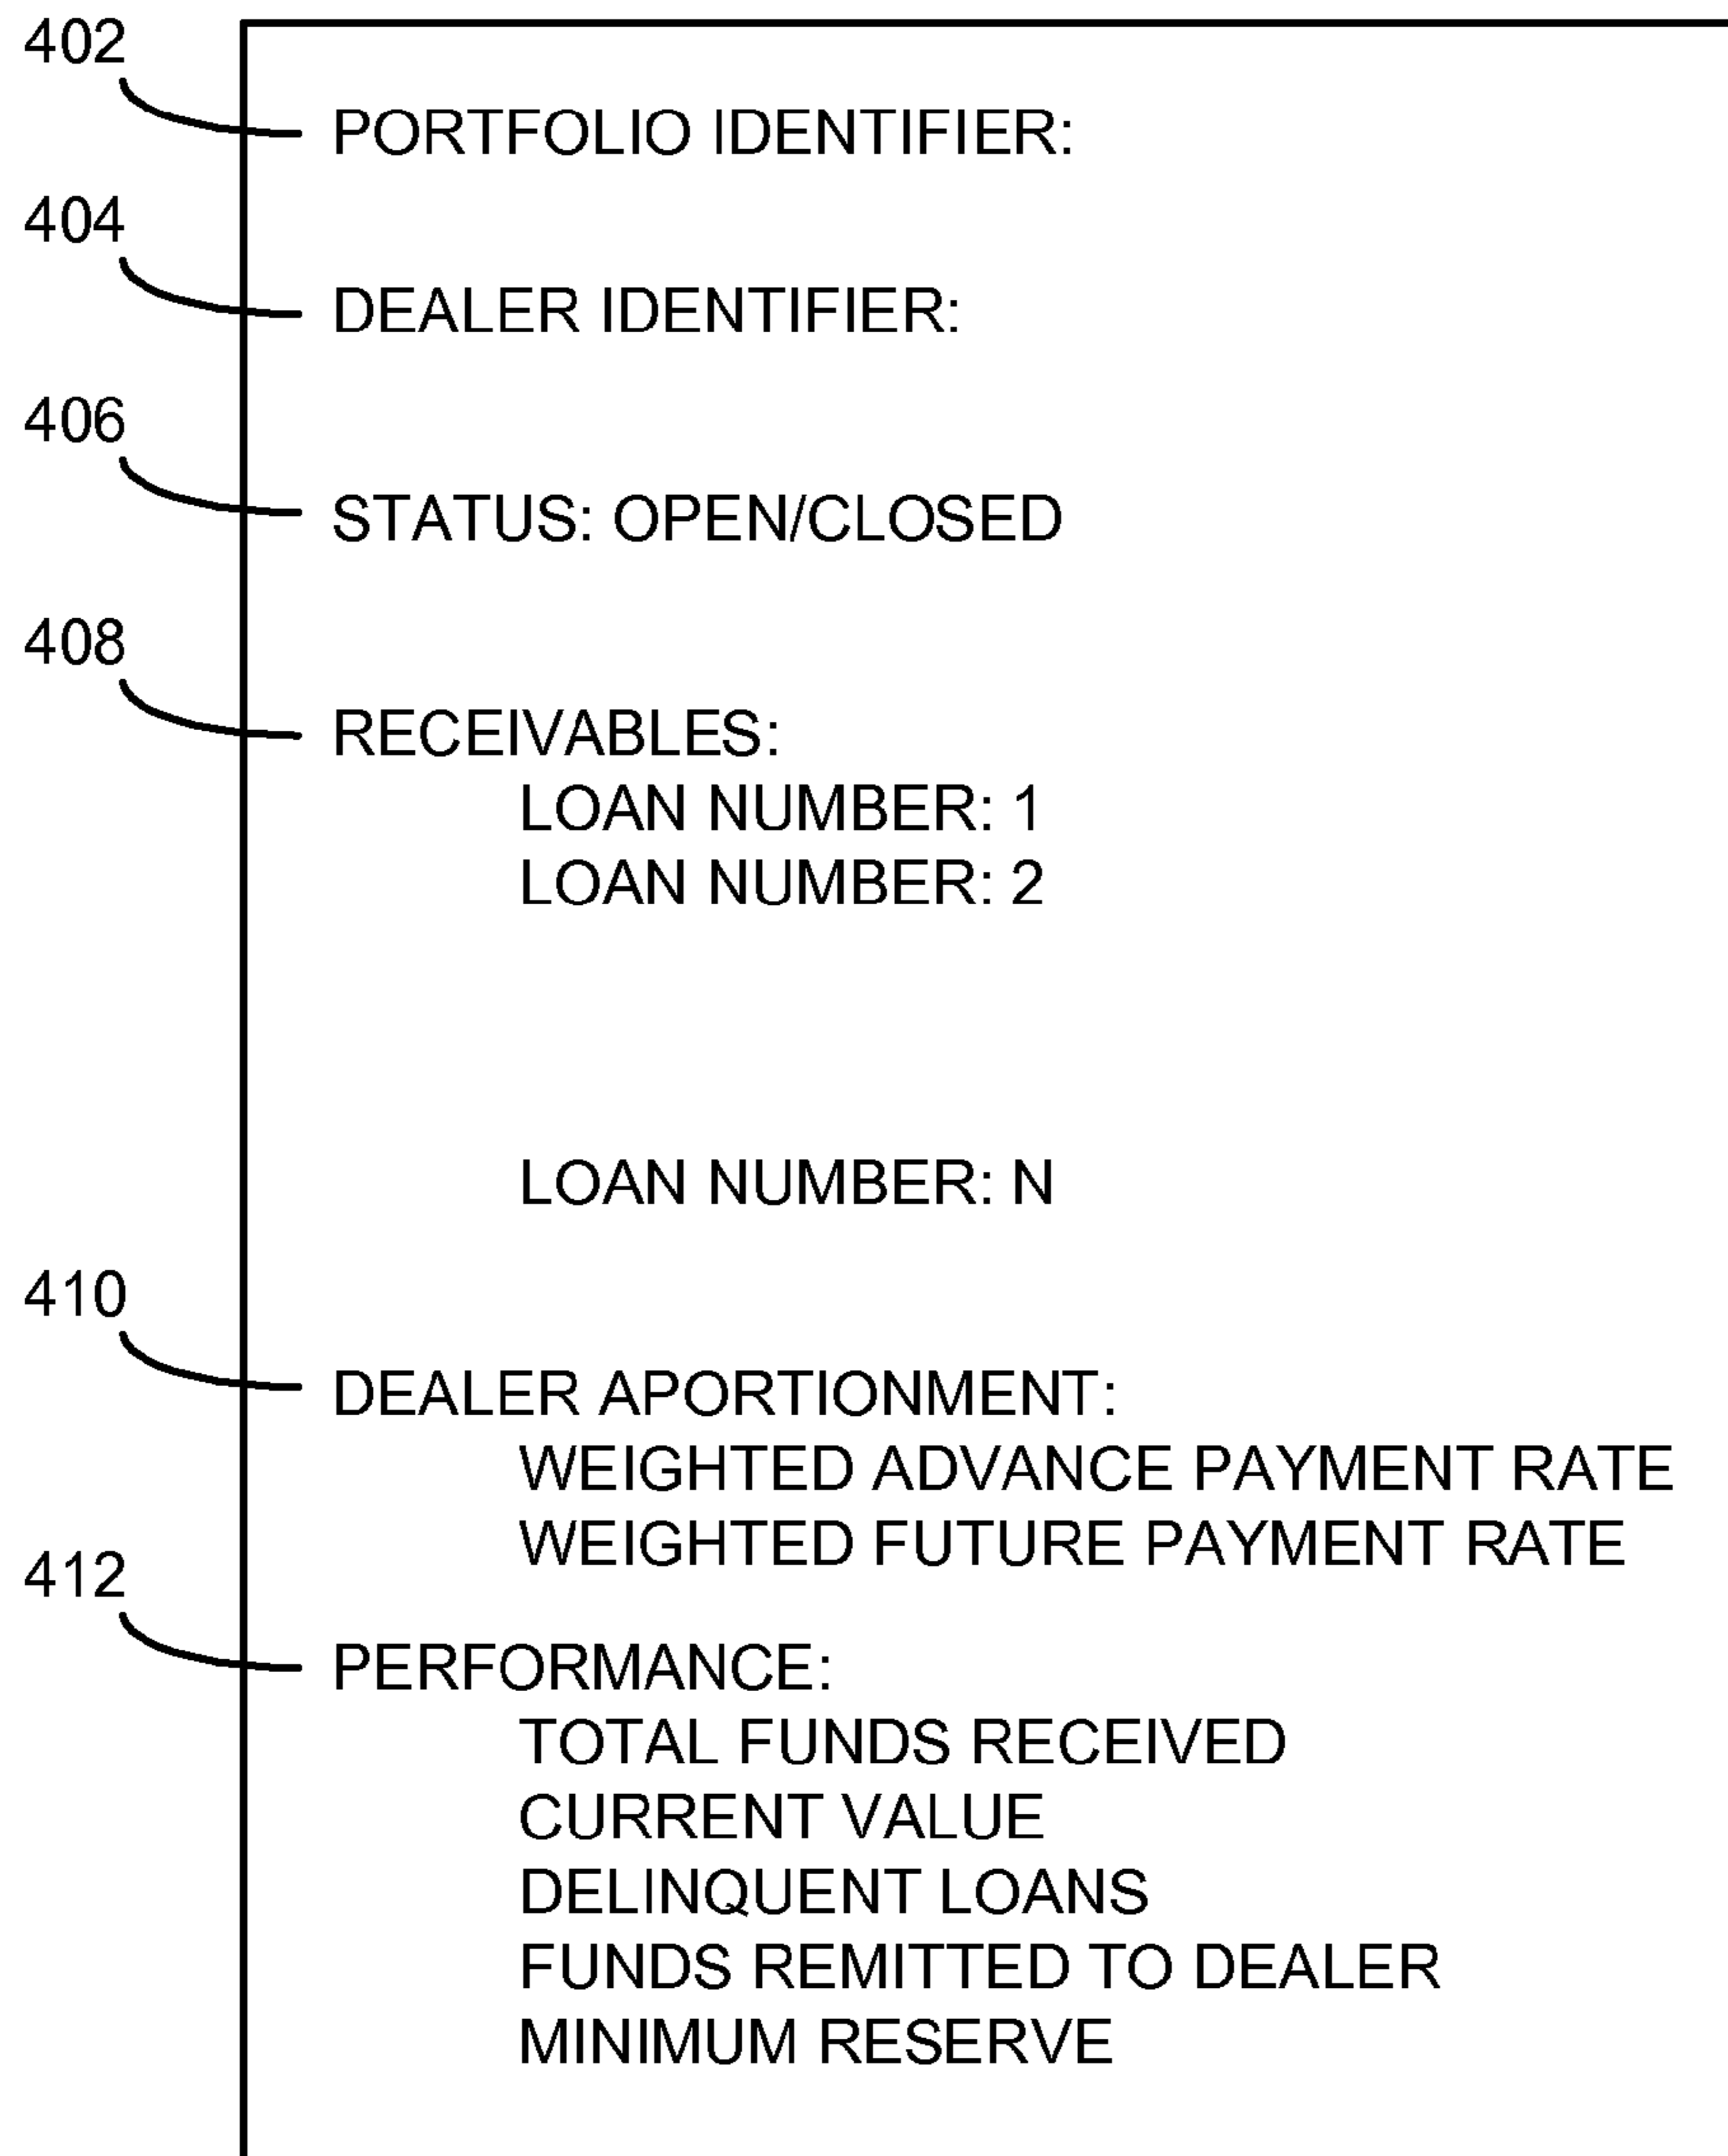 402
PORTFOLIO IDENTIFIER:
404
DEALER IDENTIFIER:
406
STATUS: OPEN/CLOSED
408
RECEIVABLES:
LOAN NUMBER: 1
LOAN NUMBER: 2
LOAN NUMBER: N
410
DEALER APORTIONMENT:
WEIGHTED ADVANCE PAYMENT RATE
WEIGHTED FUTURE PAYMENT RATE
412
PERFORMANCE:
TOTAL FUNDS RECEIVED
CURRENT VALUE
DELINQUENT LOANS
FUNDS REMITTED TO DEALER
MINIMUM RESERVE